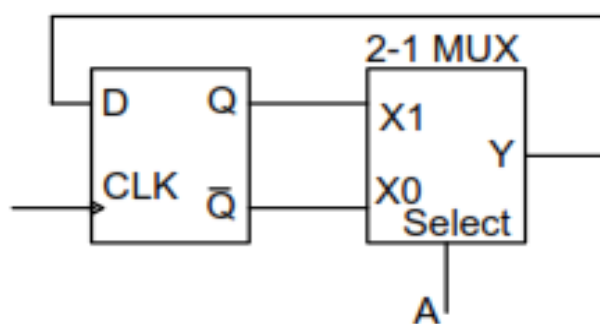 2-1 MUX
D Q X1
Y
CLK Q̅ X0
Select
A